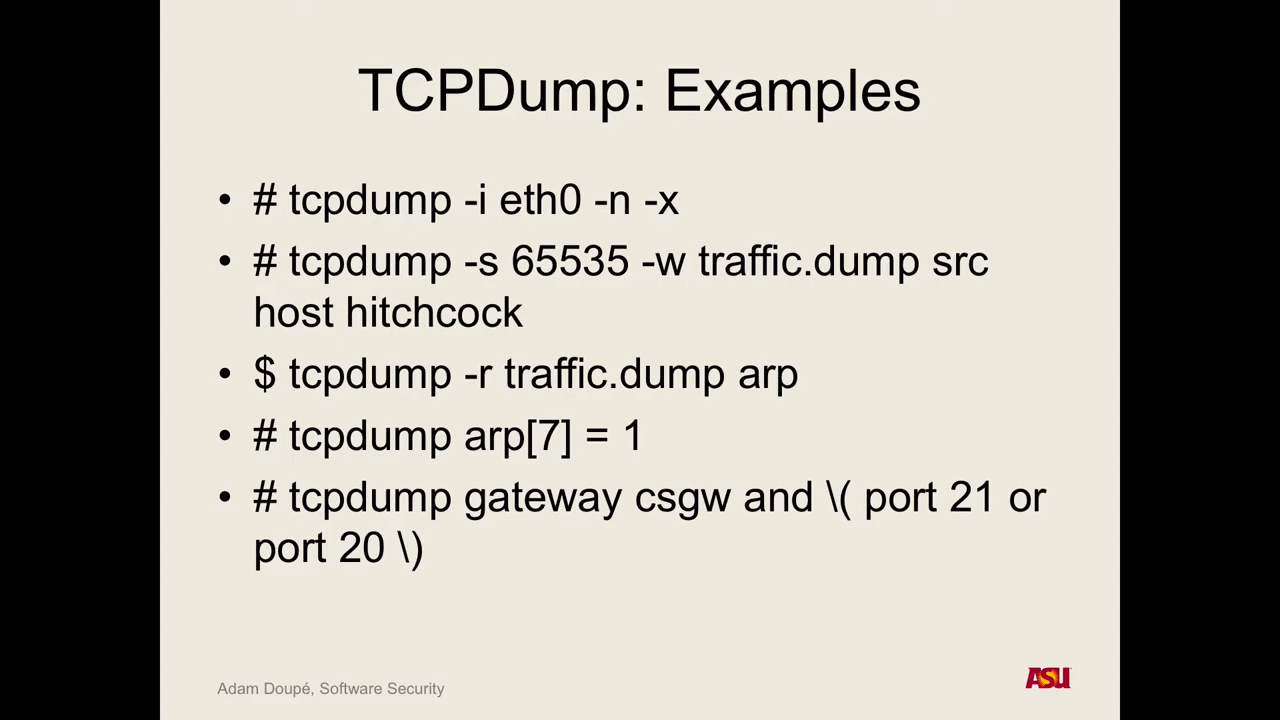 TCPDump: Examples
• # tcpdump -i eth0 -n -x
• # tcpdump -s 65535 -w traffic.dump src
host hitchcock
• $ tcpdump -r traffic.dump arp
• # tcpdump arp[7] = 1
• # tcpdump gateway csgw and \( port 21 or
port 20 \)
Adam Doupé, Software Security
ASU